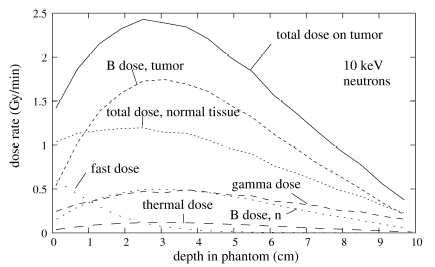 2.5
2
1.5
1
0.5
0
dose rate (Gy/min)
total dose on tumor
10 keV
neutrons
B dose, tumor
total dose, normal tissue
fast dose
gamma dose
thermal dose
B dose, n
0 1 2 3 4 5 6 7 8 9 10
depth in phantom (cm)